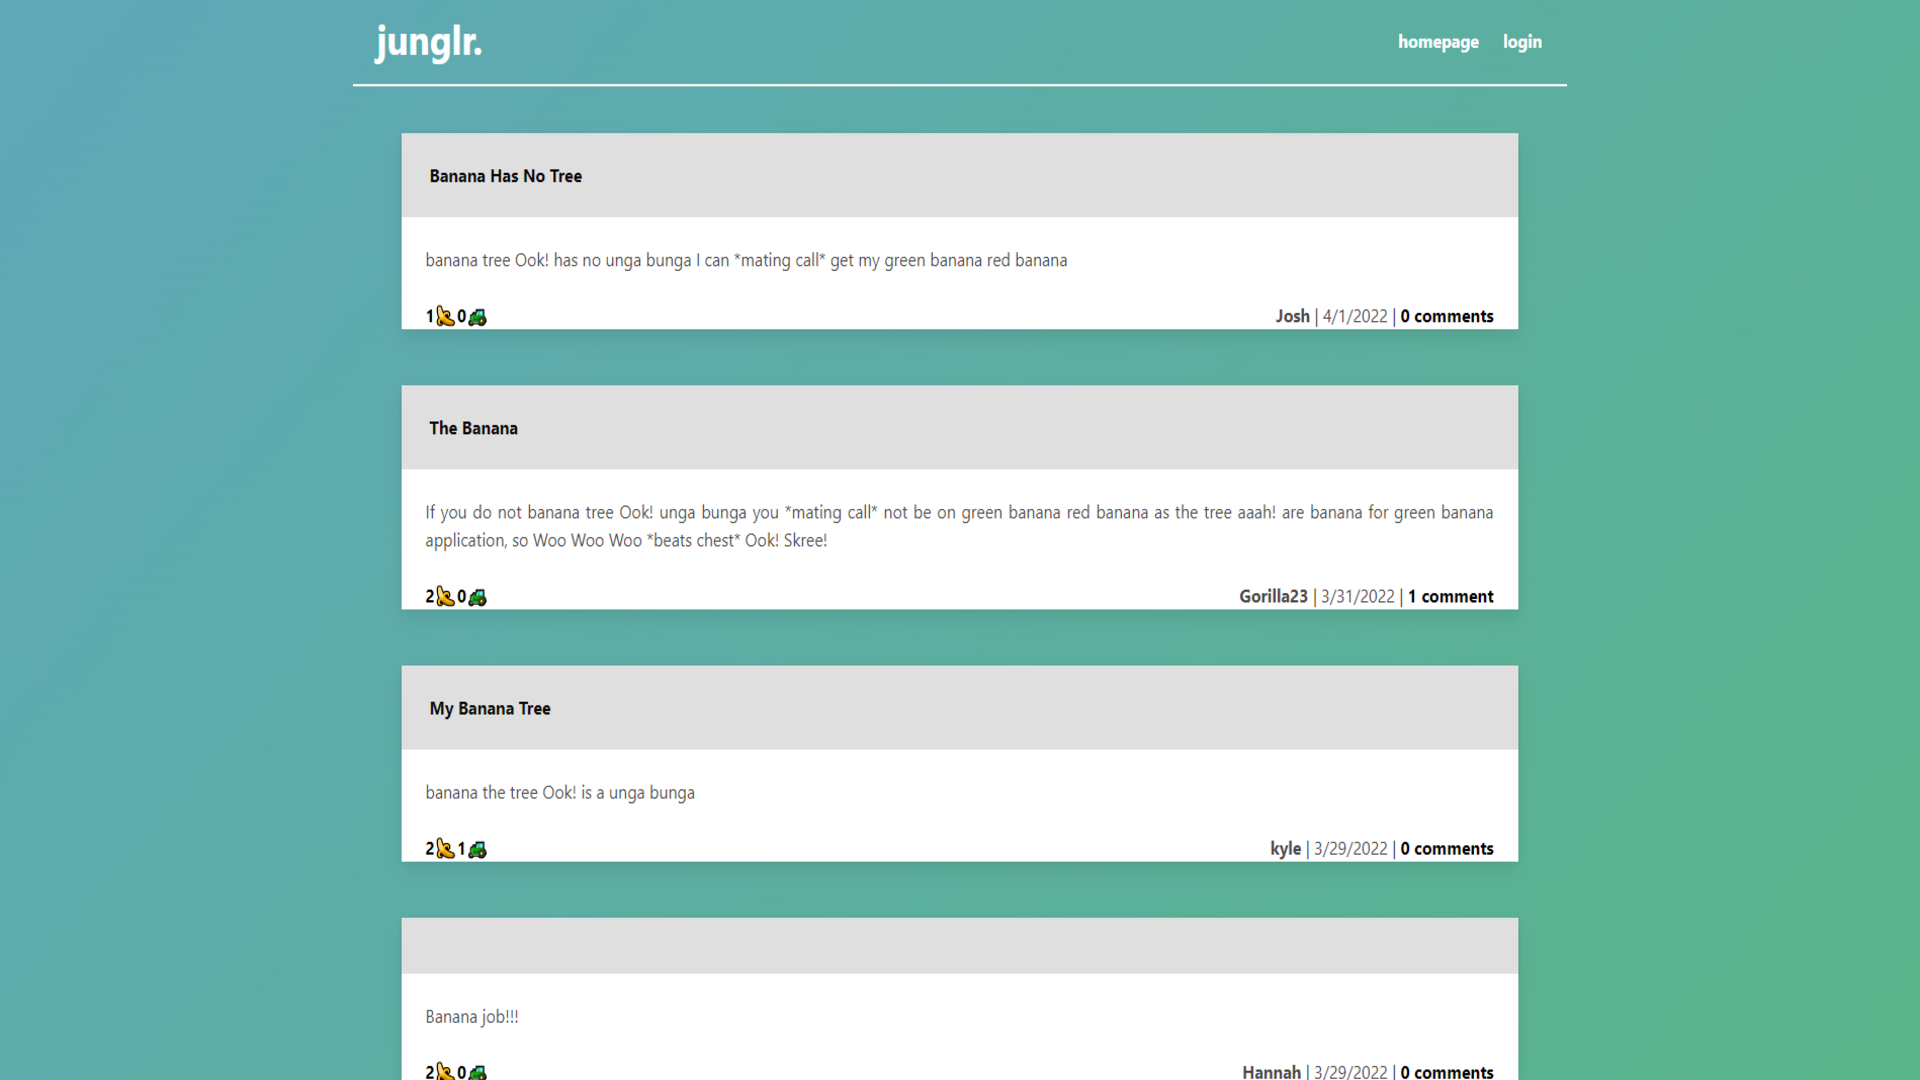 junglr.
homepage login
Banana Has No Tree
banana tree Ook! has no unga bunga I can *mating call* get my green banana red banana
1 0 Josh | 4/1/2022 | 0 comments
The Banana
If you do not banana tree Ook! unga bunga you *mating call* not be on green banana red banana as the tree aaah! are banana for green banana
application, so Woo Woo Woo *beats chest* Ook! Skree!
2 0 Gorilla23 | 3/31/2022 | 1 comment
My Banana Tree
banana the tree Ook! is a unga bunga
2 1 kyle | 3/29/2022 | 0 comments
Banana job!!!
2 0 Hannah | 3/29/2022 | 0 comments